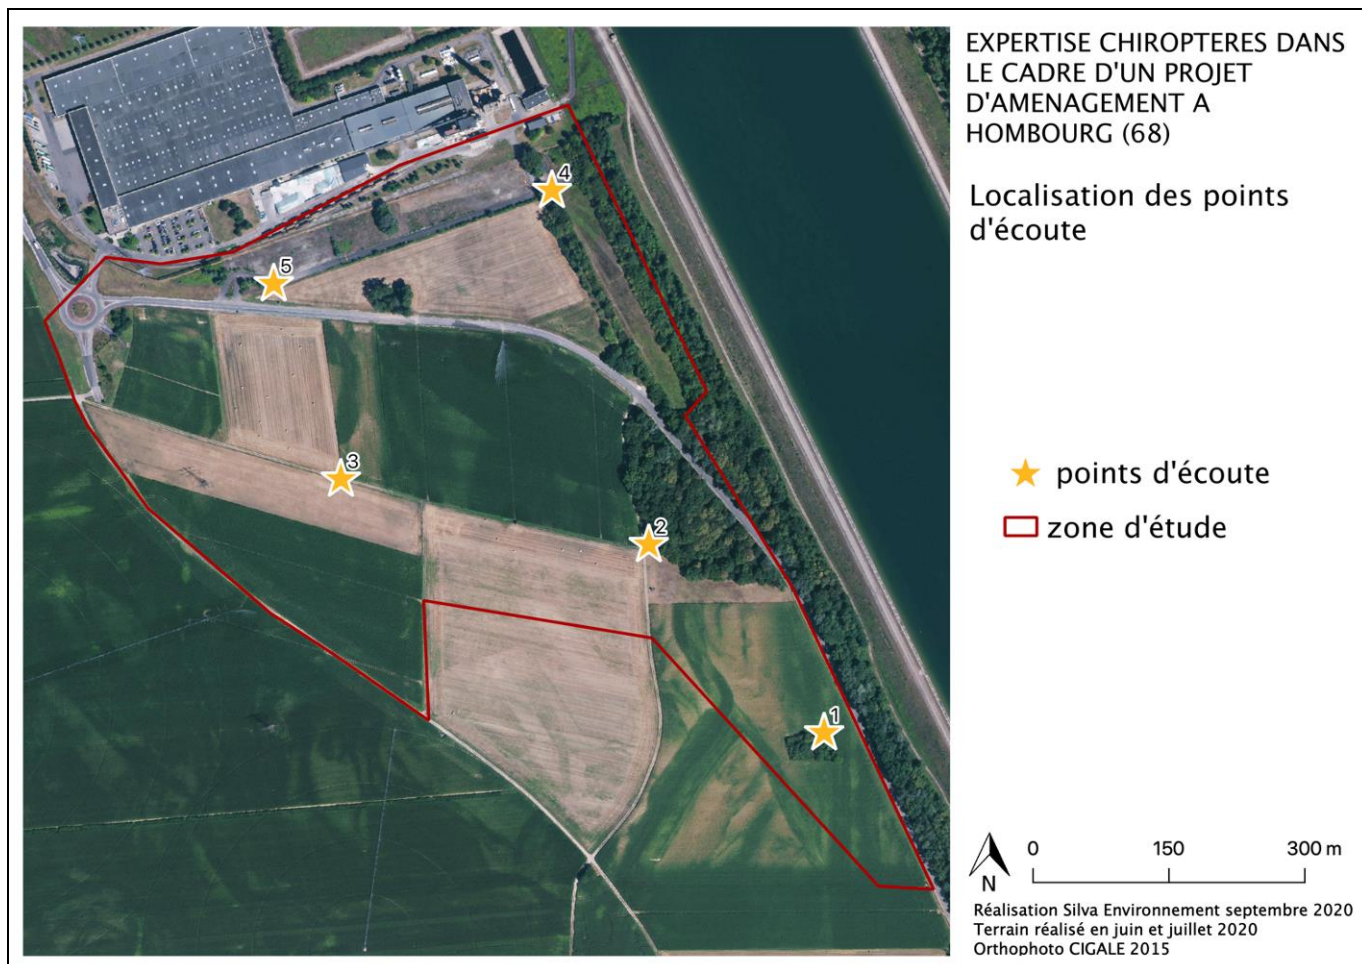 EXPERTISE CHIROPTERES DANS
LE CADRE D'UN PROJET
D'AMENAGEMENT A
HOMBOURG (68)
Localisation des points
d'écoute
4
5
3
2
1
points d'écoute
zone d'étude
0 150 300 m
N
Réalisation Silva Environnement septembre 2020
Terrain réalisé en juin et juillet 2020
Orthophoto CIGALE 2015